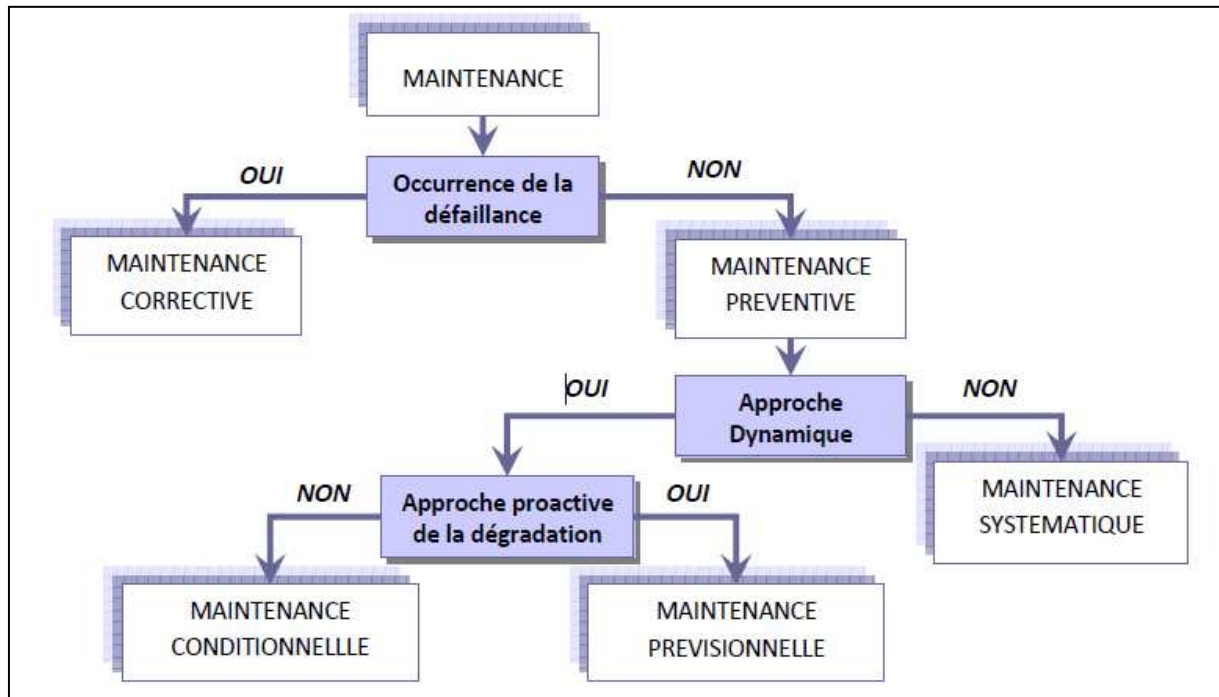 MAINTENANCE
OUI
NON
Occurrence de la
défaillance
MAINTENANCE
CORRECTIVE
MAINTENANCE
PREVENTIVE
OUI
NON
Approche
Dynamique
NON
OUI
Approche proactive
de la dégradation
MAINTENANCE
SYSTEMATIQUE
MAINTENANCE
CONDITIONNELLLE
MAINTENANCE
PREVISIONNELLE